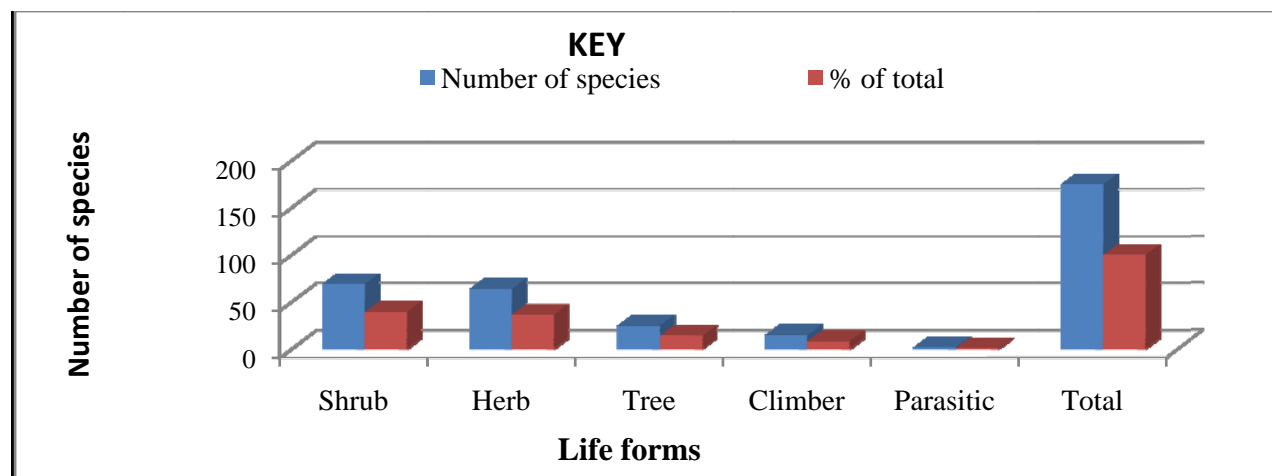 KEY
Number of species % of total
Number of species
200
150
100
50
0
Shrub Herb Tree Climber Parasitic Total
Life forms